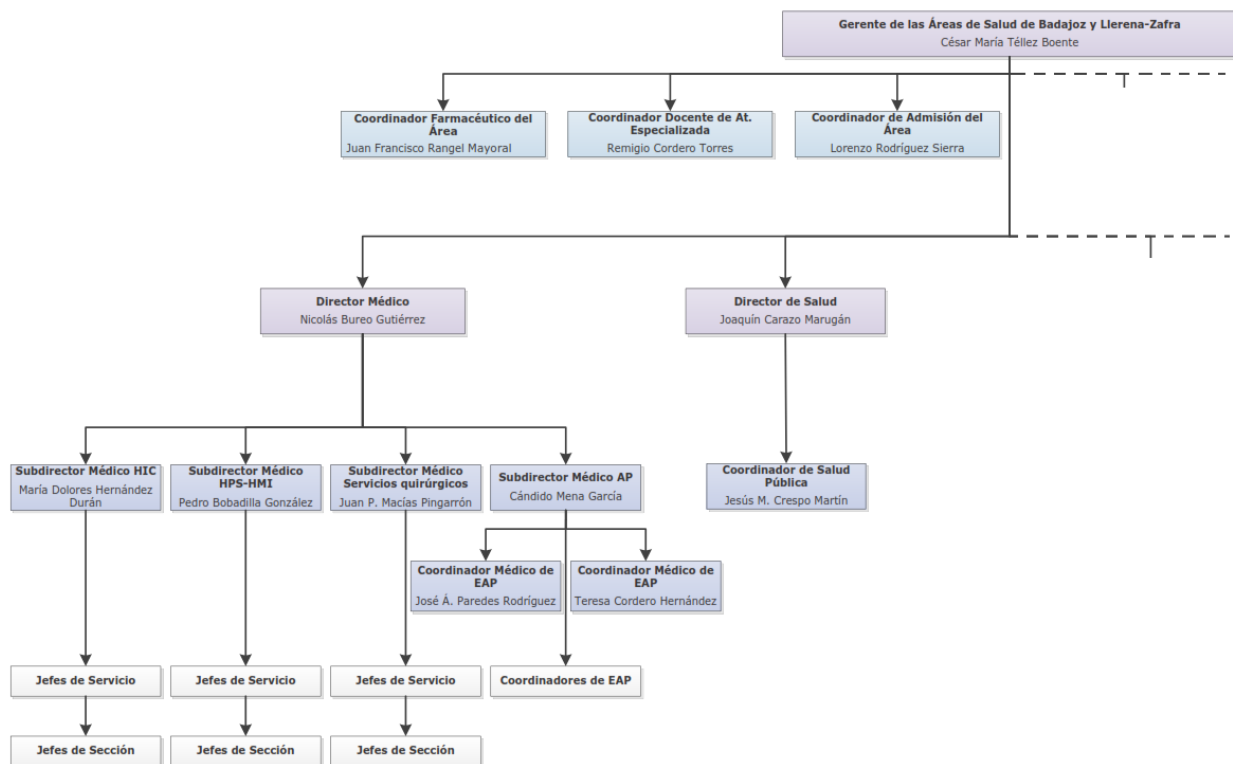 Gerente de las Áreas de Salud de Badajoz y Llerena-Zafra
César María Téllez Boente
Coordinador Farmacéutico del
Área
Juan Francisco Rangel Mayoral
Coordinador Docente de At.
Especializada
Remigio Cordero Torres
Coordinador de Admisión del
Área
Lorenzo Rodríguez Sierra
Director Médico
Nicolás Bureo Gutiérrez
Director de Salud
Joaquín Carazo Marugán
Subdirector Médico HIC
María Dolores Hernández
Durán
Subdirector Médico
HPS-HMI
Pedro Bobadilla González
Subdirector Médico
Servicios quirúrgicos
Juan P. Macías Pingarrón
Subdirector Médico AP
Cándido Mena García
Coordinador de Salud
Pública
Jesús M. Crespo Martín
Coordinador Médico de
EAP
José Á. Paredes Rodríguez
Coordinador Médico de
EAP
Teresa Cordero Hernández
Jefes de Servicio
Jefes de Servicio
Jefes de Servicio
Coordinadores de EAP
Jefes de Sección
Jefes de Sección
Jefes de Sección